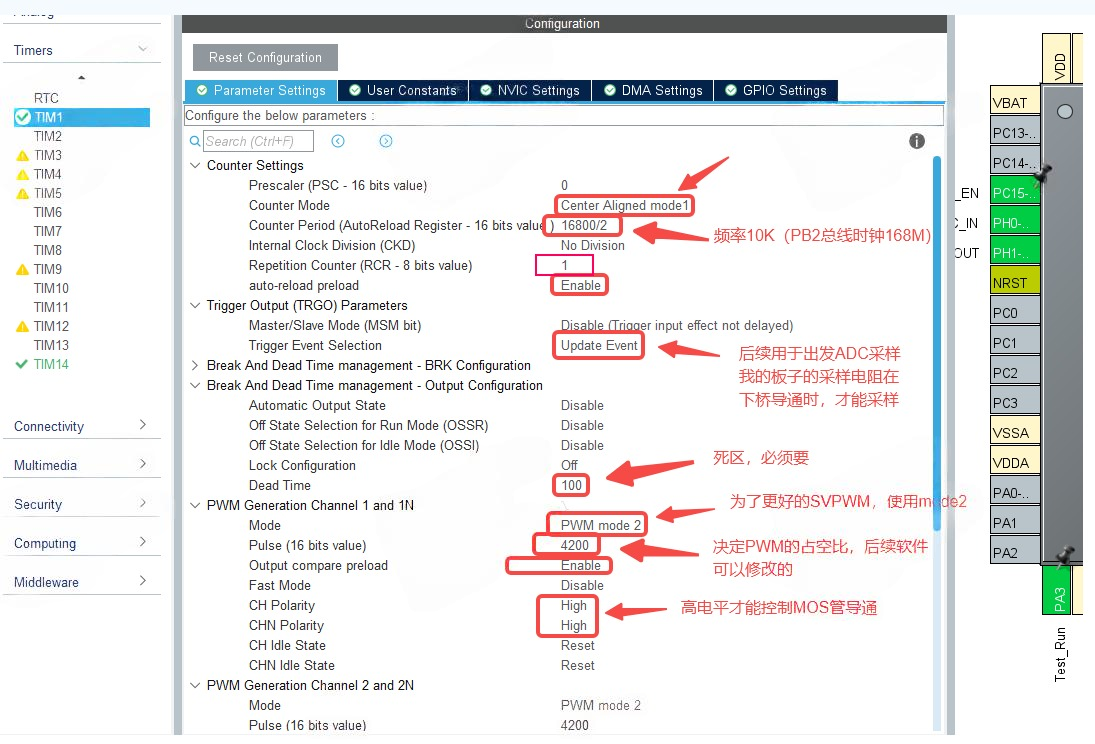 Configuration
Timers
Reset Configuration
Parameter Settings
User Constants
NVIC Settings
DMA Settings
GPIO Settings
Configure the below parameters :
Search (Ctrl+F)
RTC
TIM1
TIM2
TIM3
TIM4
TIM5
TIM6
TIM7
TIM8
TIM9
TIM10
TIM11
TIM12
TIM13
TIM14
Connectivity
Multimedia
Security
Computing
Middleware
Counter Settings
Prescaler (PSC - 16 bits value) 0
Counter Mode Center Aligned mode1
Counter Period (AutoReload Register - 16 bits value ) 16800/2
频率10K（PB2总线时钟168M）
Internal Clock Division (CKD) No Division
Repetition Counter (RCR - 8 bits value) 1
auto-reload preload Enable
Trigger Output (TRGO) Parameters
Master/Slave Mode (MSM bit) Disable (Trigger input effect not delayed)
Trigger Event Selection Update Event
后续用于出发ADC采样
我的板子的采样电阻在
下桥导通时，才能采样
Break And Dead Time management - BRK Configuration
Break And Dead Time management - Output Configuration
Automatic Output State Disable
Off State Selection for Run Mode (OSSR) Disable
Off State Selection for Idle Mode (OSSI) Disable
Lock Configuration Off
Dead Time 100
死区，必须要
PWM Generation Channel 1 and 1N
Mode PWM mode 2
为了更好的SVPWM，使用mode2
Pulse (16 bits value) 4200
决定PWM的占空比，后续软件
可以修改的
Output compare preload Enable
Fast Mode Disable
CH Polarity High
CHN Polarity High
高电平才能控制MOS管导通
CH Idle State Reset
CHN Idle State Reset
PWM Generation Channel 2 and 2N
Mode PWM mode 2
Pulse (16 bits value) 4200
VDD
VBAT
PC13-..
PC14-..
_EN PC15-..
C_IN PH0-..
OUT PH1-..
NRST
PC0
PC1
PC2
PC3
VSSA
VDDA
PA0-..
PA1
PA2
PA3
Test_Run